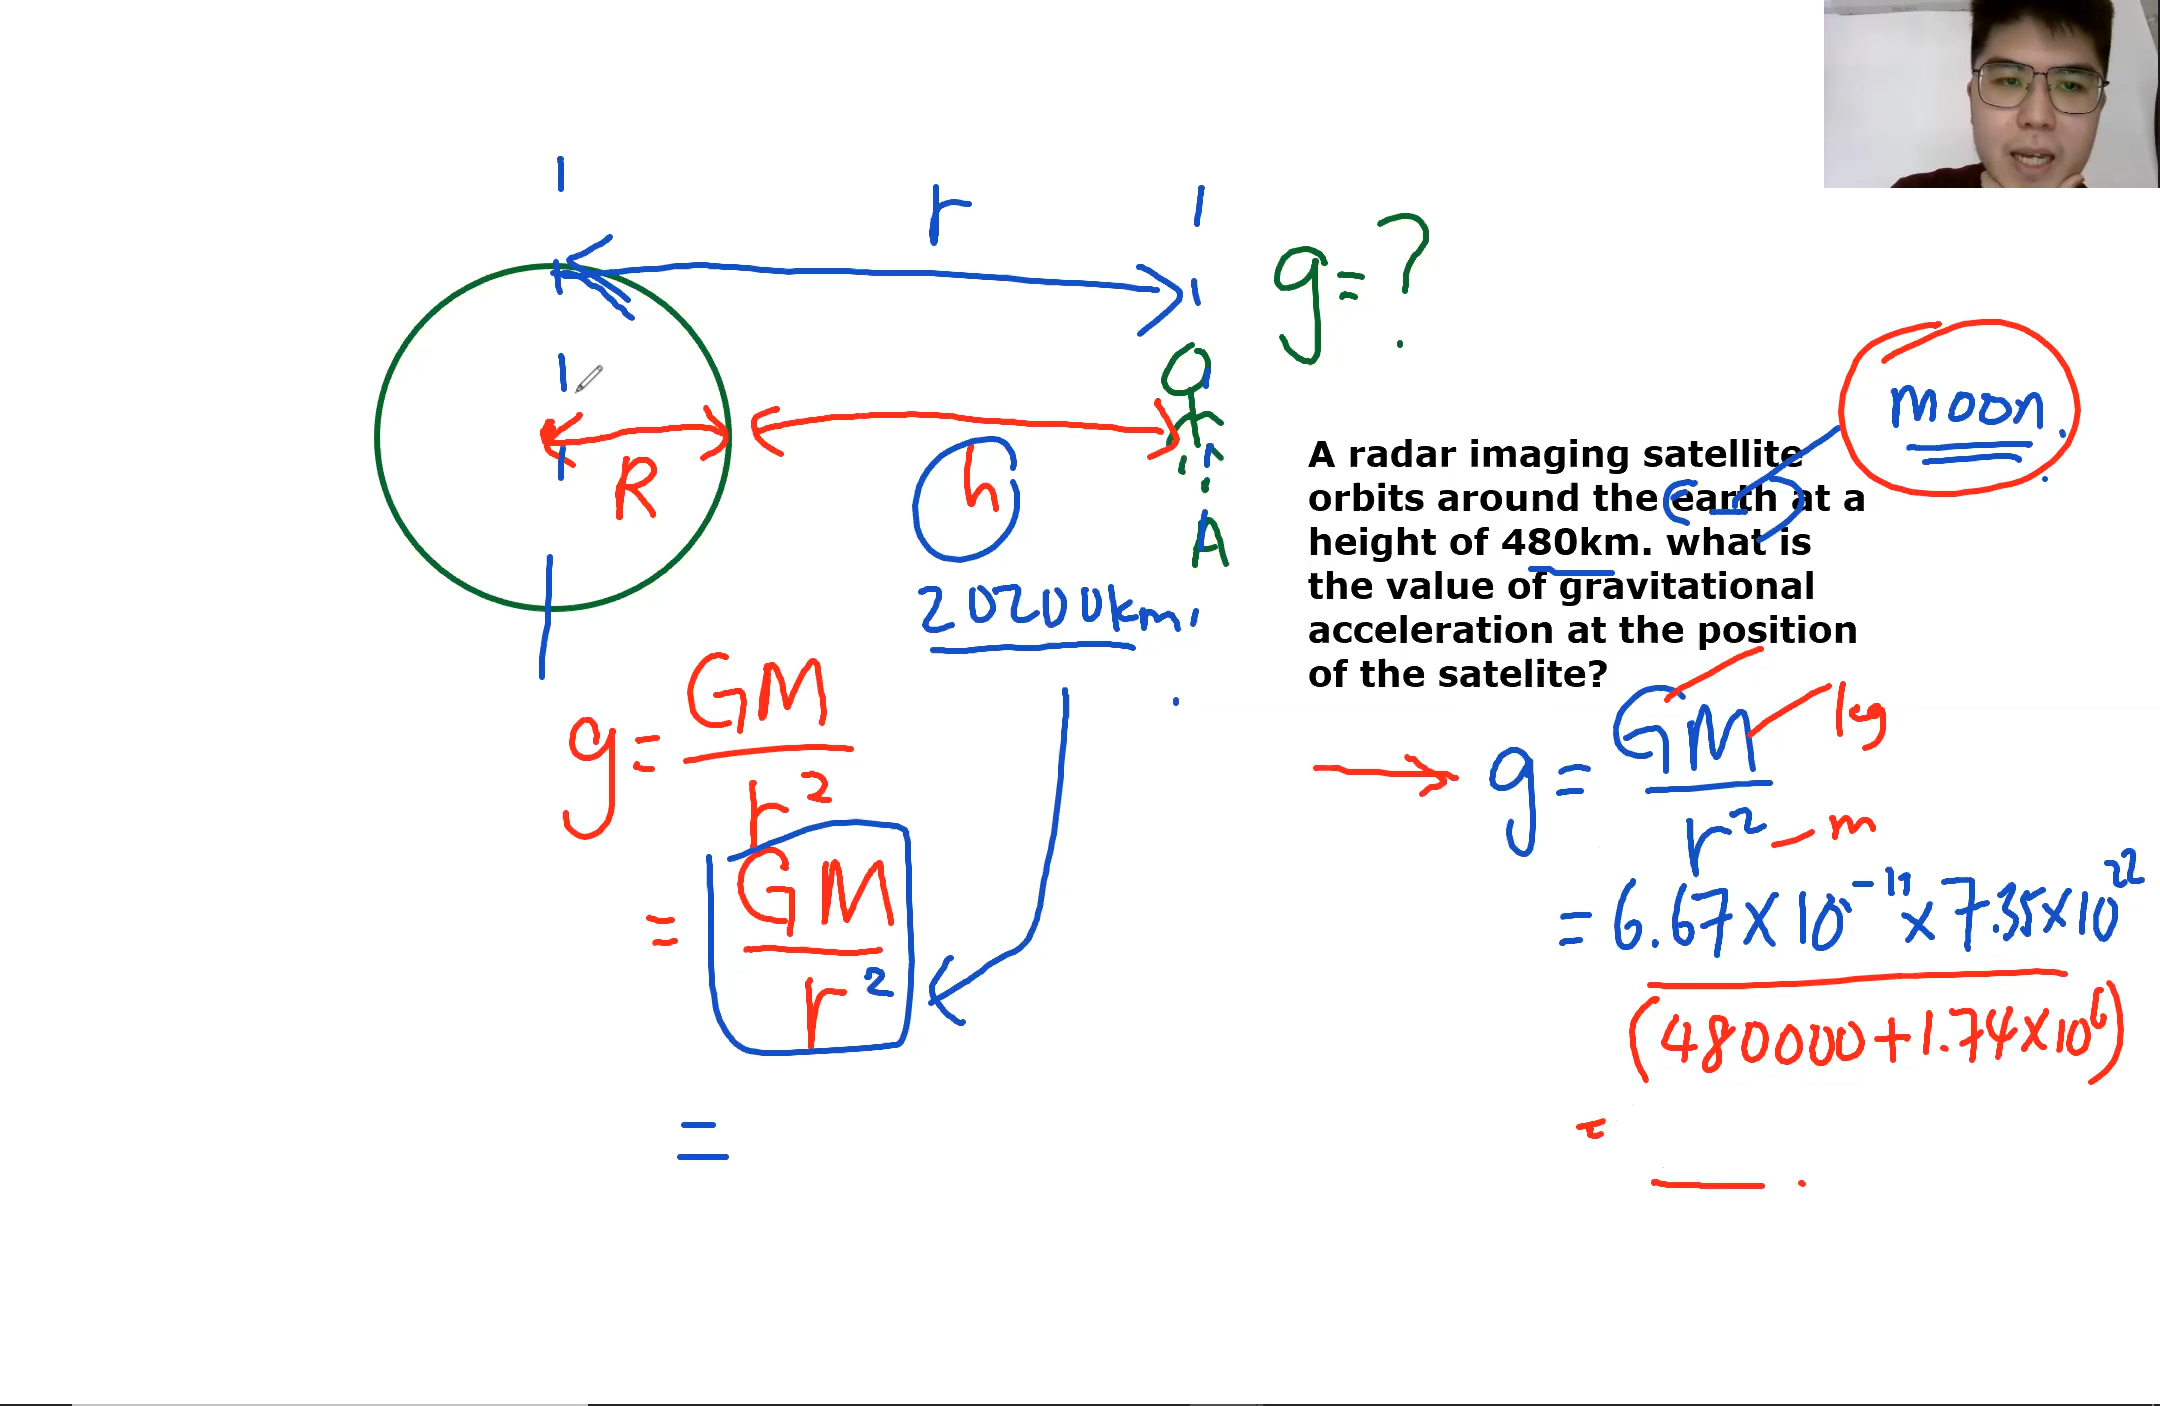 r
g = ?
moon.
R
h
A
20200km.
A radar imaging satellite
orbits around the earth at a
height of 480km. what is
the value of gravitational
acceleration at the position
of the satelite?
g = GM
r²
= GM
r²
=
→ g = GM kg
r² m
= 6.67×10⁻¹¹×7.35×10²²
(480000+1.74×10⁶)
=